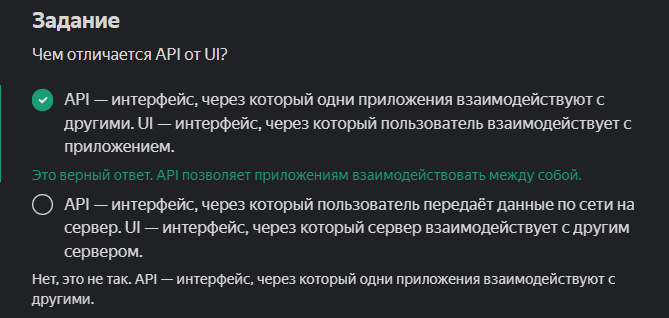 Задание
Чем отличается API от UI?
API — интерфейс, через который одни приложения взаимодействуют с
другими. UI — интерфейс, через который пользователь взаимодействует с
приложением.
Это верный ответ. API позволяет приложениям взаимодействовать между собой.
API — интерфейс, через который пользователь передаёт данные по сети на
сервер. UI — интерфейс, через который сервер взаимодействует с другим
сервером.
Нет, это не так. API — интерфейс, через который одни приложения взаимодействуют с
другими.